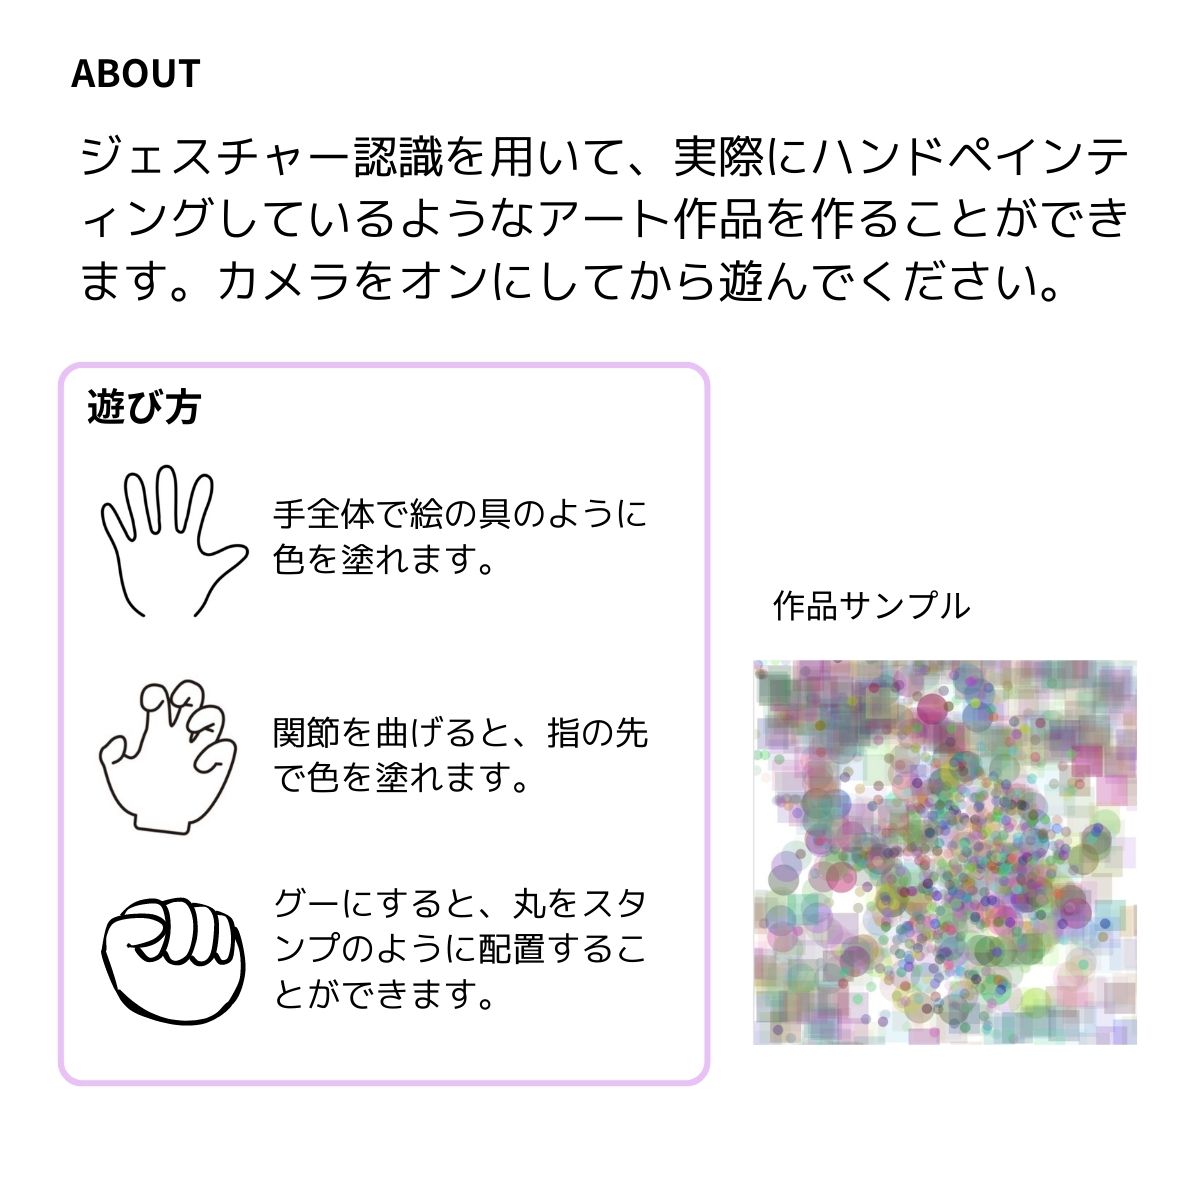 ABOUT
ジェスチャー認識を用いて、実際にハンドペインテ
ィングしているようなアート作品を作ることができ
ます。カメラをオンにしてから遊んでください。
遊び方
手全体で絵の具のように
色を塗れます。
関節を曲げると、指の先
で色を塗れます。
グーにすると、丸をスタ
ンプのように配置するこ
とができます。
作品サンプル